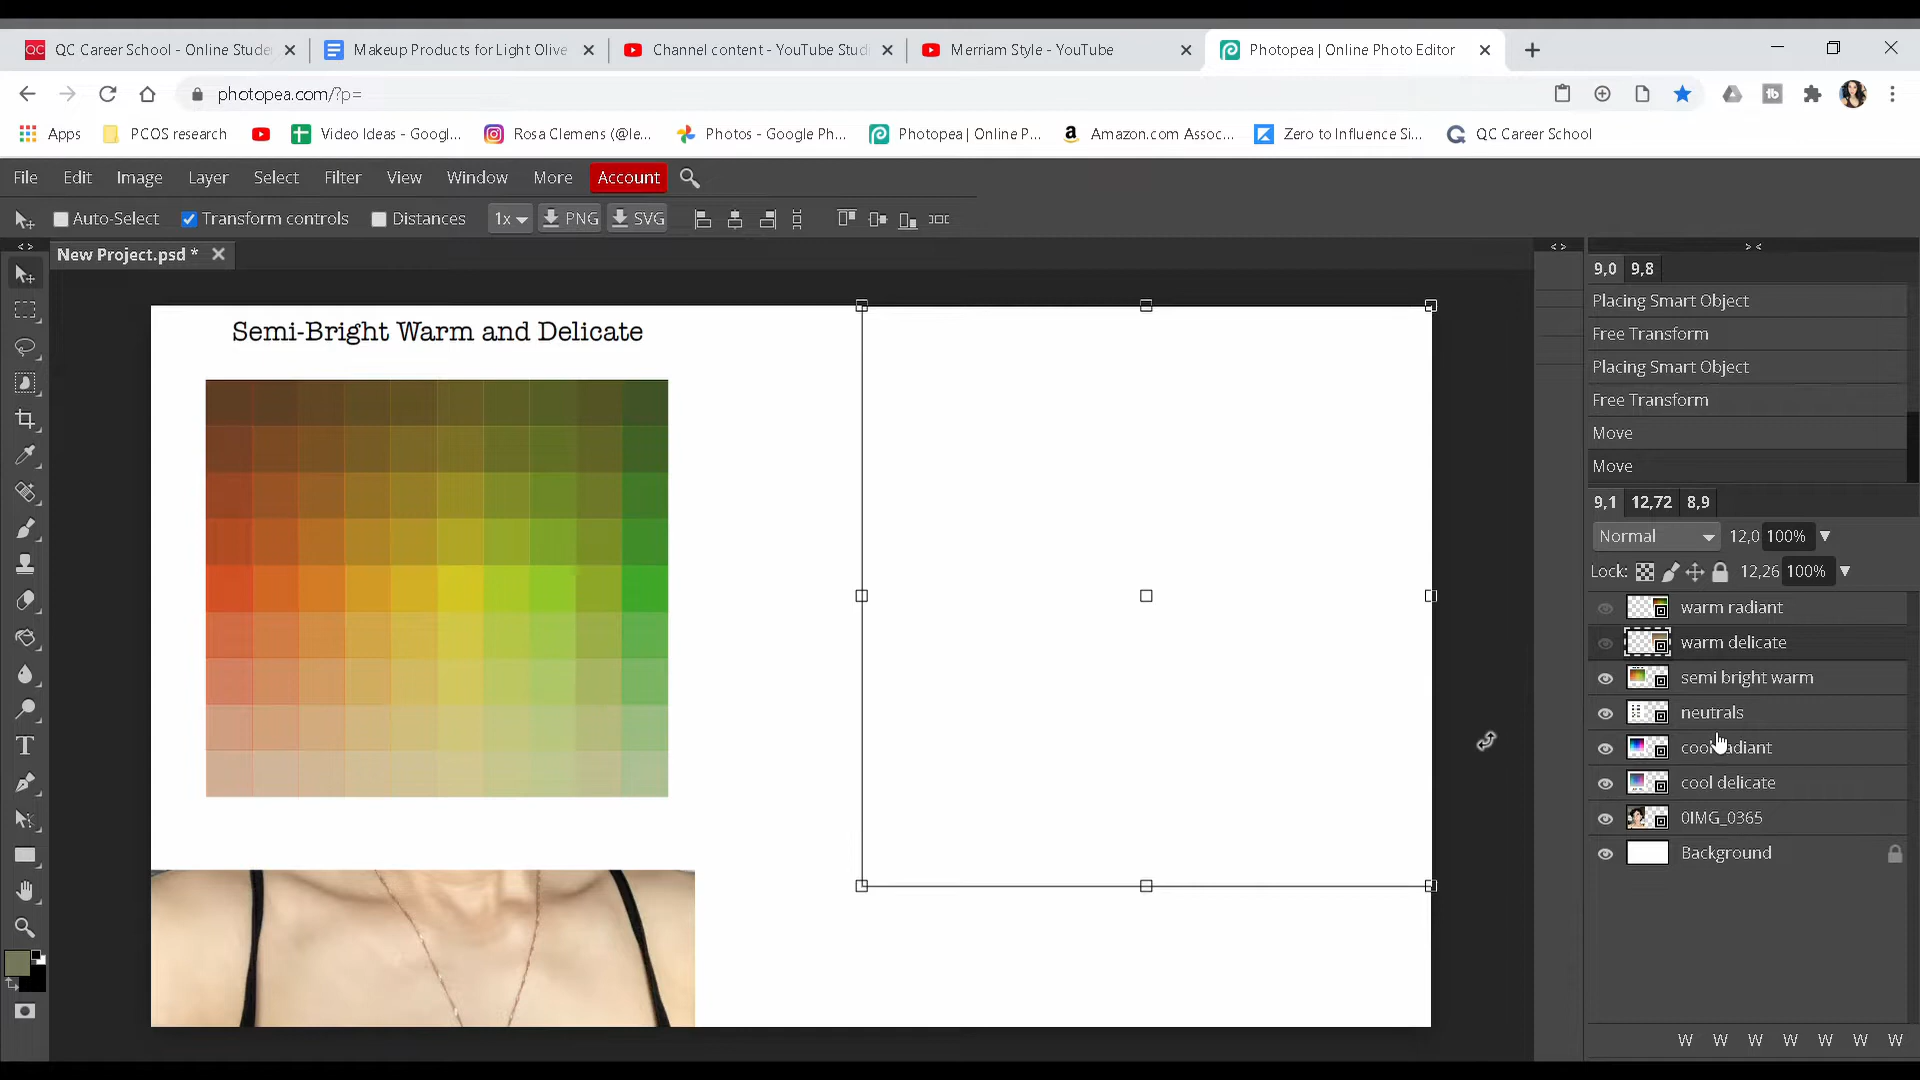 QC Career School - Online Stude
Makeup Products for Light Olive
Channel content - YouTube Stud
Merriam Style - YouTube
Photopea | Online Photo Editor
photopea.com/?p=
Apps
PCOS research
Video Ideas - Googl...
Rosa Clemens (@le...
Photos - Google Ph...
Photopea | Online P...
Amazon.com Assoc...
Zero to Influence Si...
QC Career School
File Edit Image Layer Select Filter View Window More Account
Auto-Select Transform controls Distances 1x PNG SVG
New Project.psd *
9,0 9,8
Semi-Bright Warm and Delicate
Placing Smart Object
Free Transform
Placing Smart Object
Free Transform
Move
Move
9,1 12,72 8,9
Normal 12,0 100%
Lock: 12,26 100%
warm radiant
warm delicate
semi bright warm
neutrals
cool radiant
cool delicate
0IMG_0365
Background
W W W W W W W